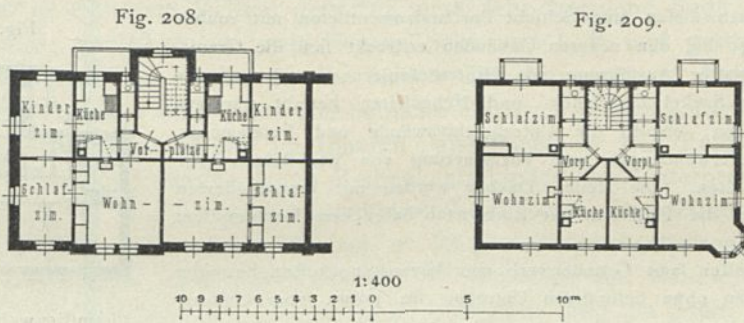 Fig. 208.
Fig. 209.
Kinder zim.
Küche
Küche
Kinder zim.
Vor- plätze
Schlaf- zim.
Wohn- zim.
Schlaf- zim.
Schlafzim.
Schlafzim.
Vorpl.
Vorpl.
Wohnzim.
Küche
Küche
Wohnzim.
1:400
10 9 8 7 6 5 4 3 2 1 0 5 10m